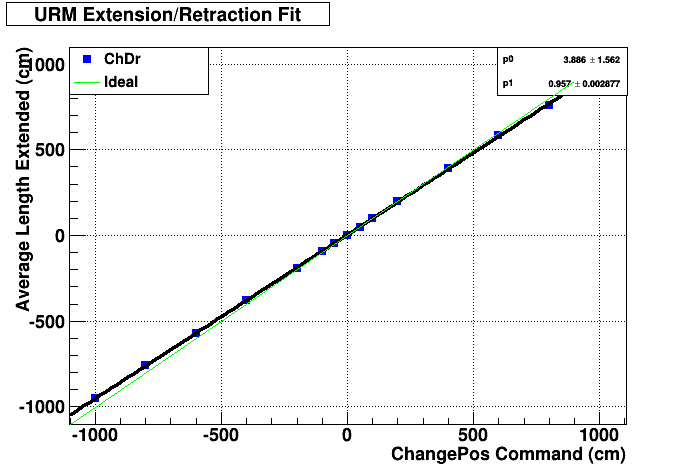 URM Extension/Retraction Fit
ChDr
Ideal
p0 3.886 ± 1.562
p1 0.957 ± 0.002877
Average Length Extended (cm)
1000
500
0
-500
-1000
-1000 -500 0 500 1000
ChangePos Command (cm)